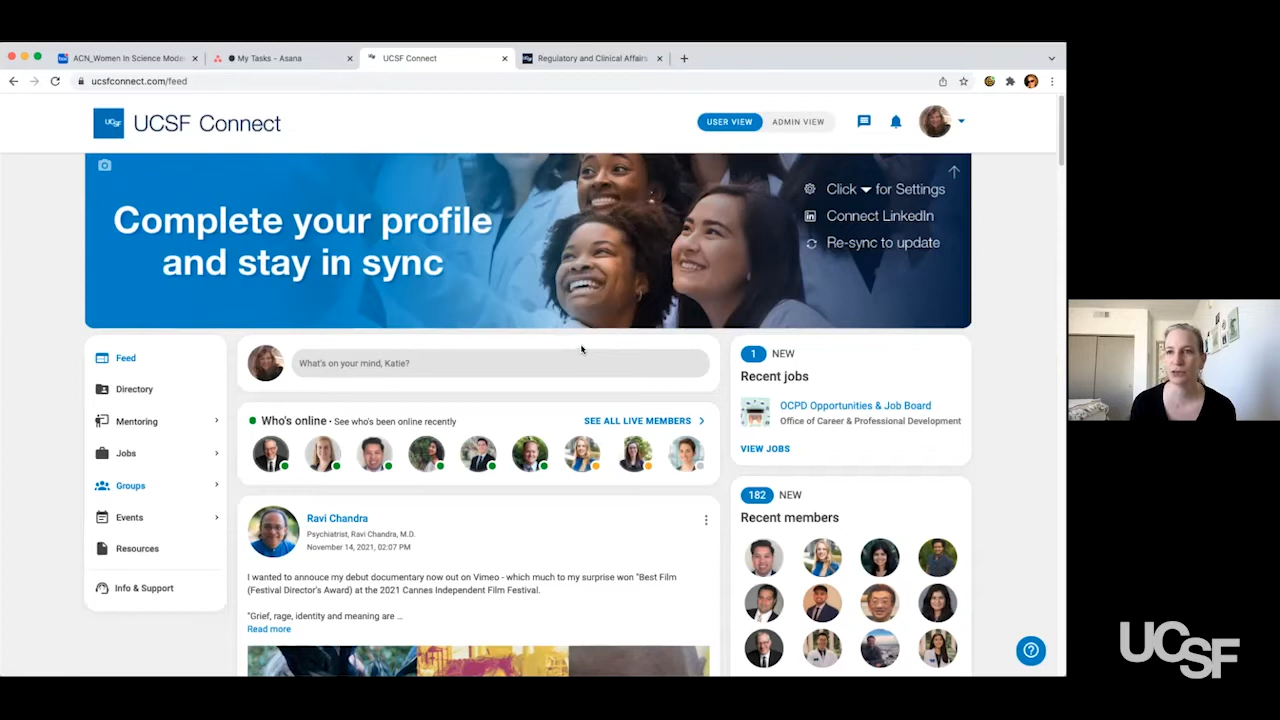 ACN_Women In Science Mode
My Tasks - Asana
UCSF Connect
Regulatory and Clinical Affairs
ucsfconnect.com/feed
UCSF
UCSF Connect
USER VIEW
ADMIN VIEW
Complete your profile
and stay in sync
Click for Settings
Connect LinkedIn
Re-sync to update
Feed
Directory
Mentoring
Jobs
Groups
Events
Resources
Info & Support
What's on your mind, Katie?
Who's online · See who's been online recently
SEE ALL LIVE MEMBERS
Ravi Chandra
Psychiatrist, Ravi Chandra, M.D.
November 14, 2021, 02:07 PM
I wanted to annouce my debut documentary now out on Vimeo - which much to my surprise won "Best Film
(Festival Director's Award) at the 2021 Cannes Independent Film Festival.
"Grief, rage, identity and meaning are ...
Read more
1 NEW
Recent jobs
OCPD Opportunities & Job Board
Office of Career & Professional Development
VIEW JOBS
182 NEW
Recent members
UCSF